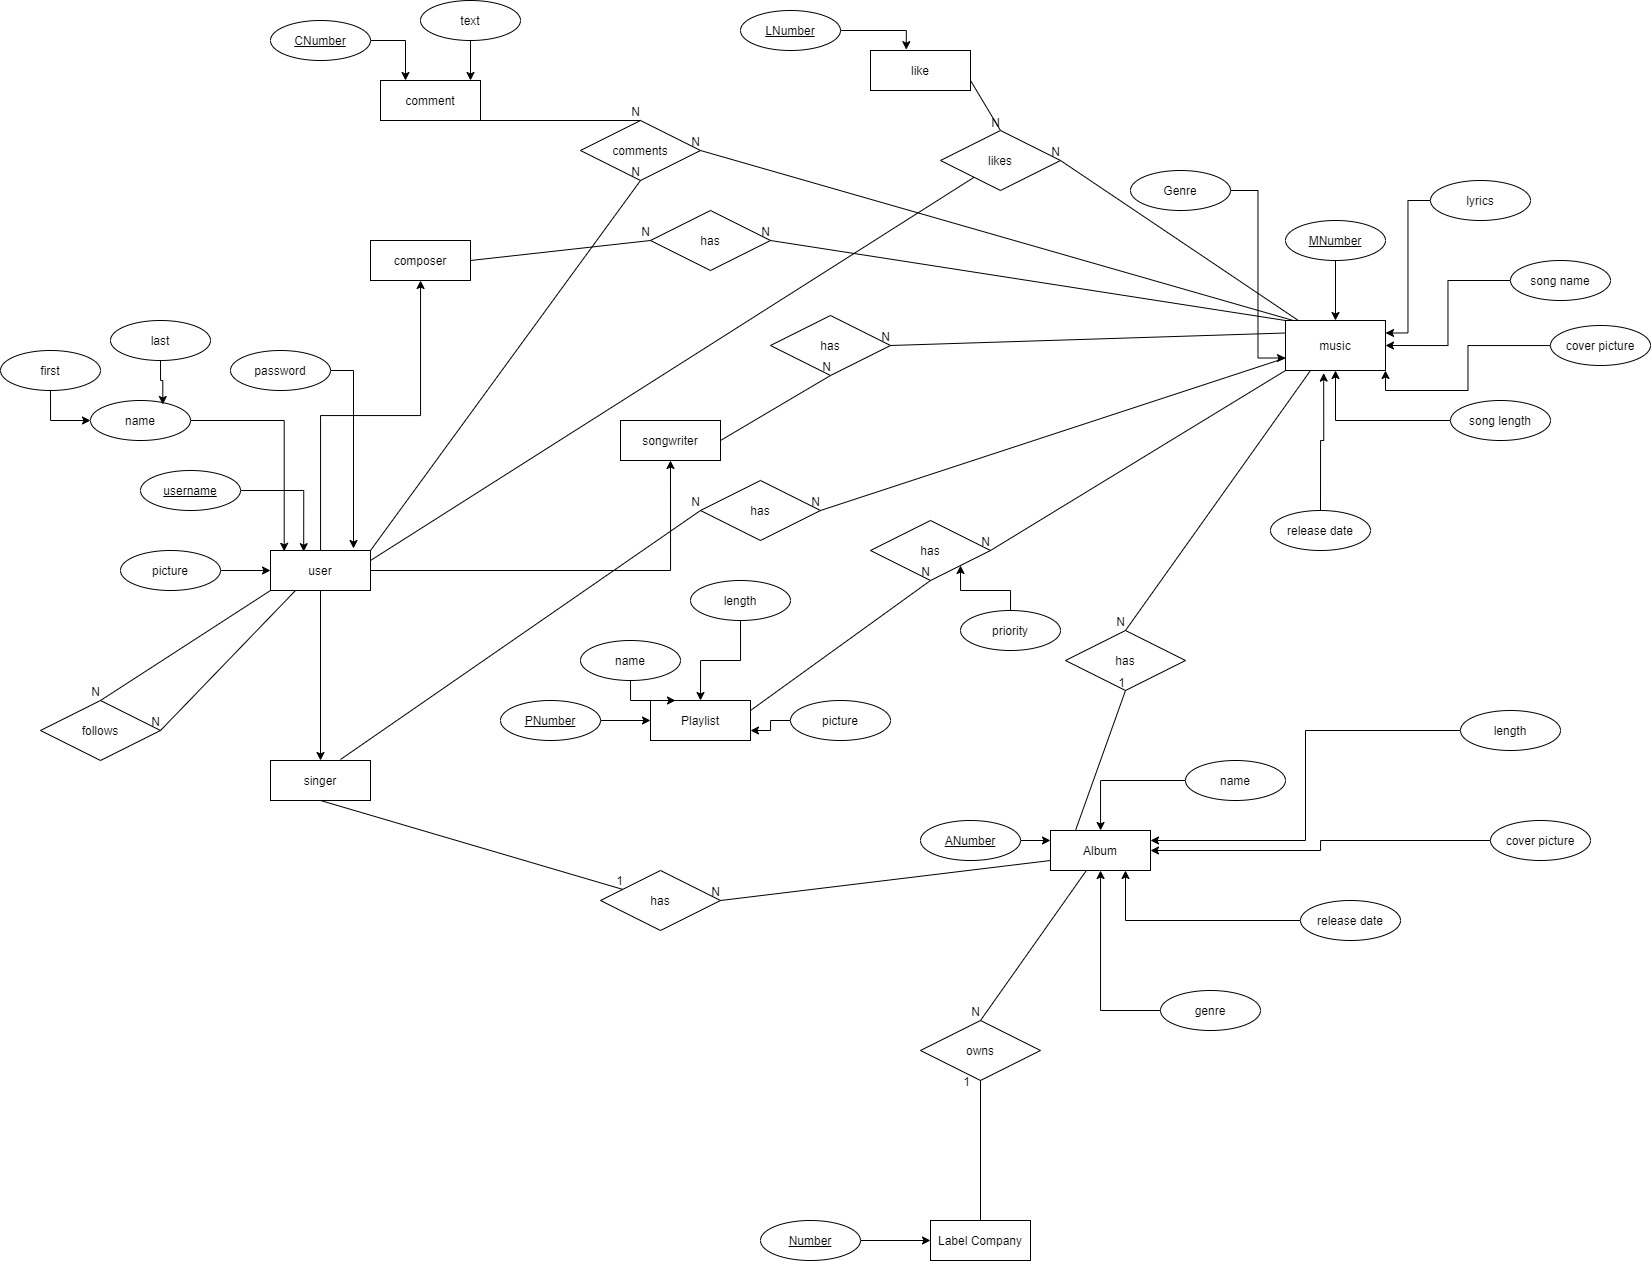 text
CNumber
LNumber
like
comment
N
N
comments
N
N
likes
N
Genre
lyrics
N
has
N
composer
MNumber
song name
last
first
password
name
has
N
N
music
cover picture
songwriter
song length
username
N
has
N
release date
picture
user
has
N
N
length
priority
name
N
has
1
N
follows
N
PNumber
Playlist
picture
length
singer
name
ANumber
Album
cover picture
1
has
N
release date
genre
N
owns
1
Number
Label Company